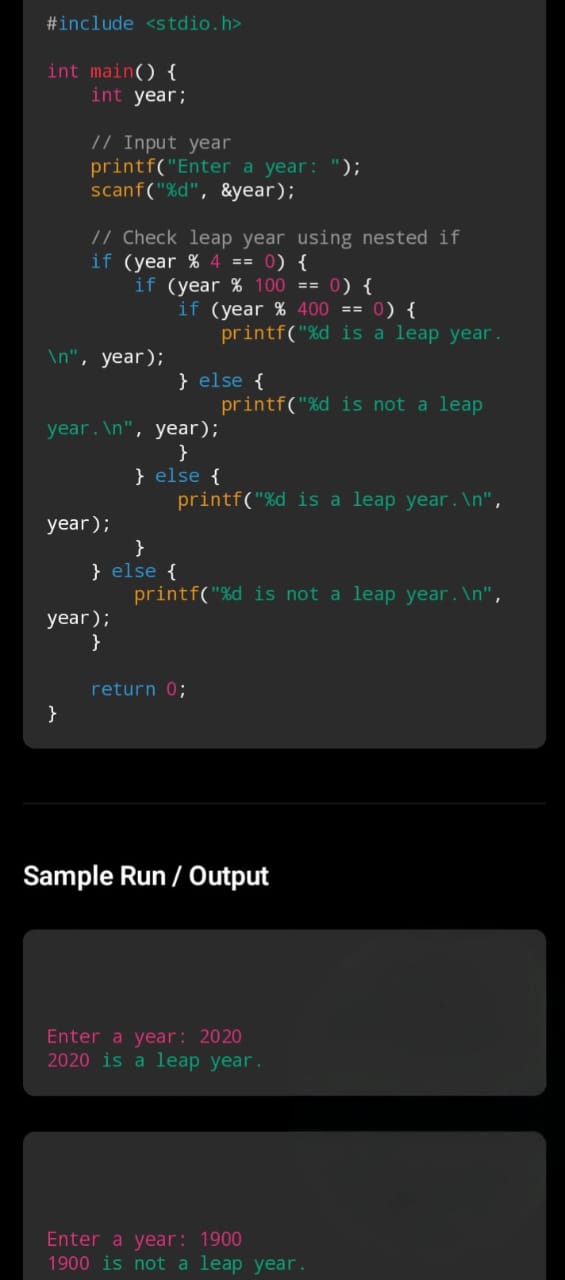 #include <stdio.h>
int main() {
    int year;
    // Input year
    printf("Enter a year: ");
    scanf("%d", &year);
    // Check leap year using nested if
    if (year % 4 == 0) {
        if (year % 100 == 0) {
            if (year % 400 == 0) {
                printf("%d is a leap year.
\n", year);
            } else {
                printf("%d is not a leap
year.\n", year);
            }
        } else {
            printf("%d is a leap year.\n",
year);
        }
    } else {
        printf("%d is not a leap year.\n",
year);
    }
    return 0;
}
Sample Run / Output
Enter a year: 2020
2020 is a leap year.
Enter a year: 1900
1900 is not a leap year.